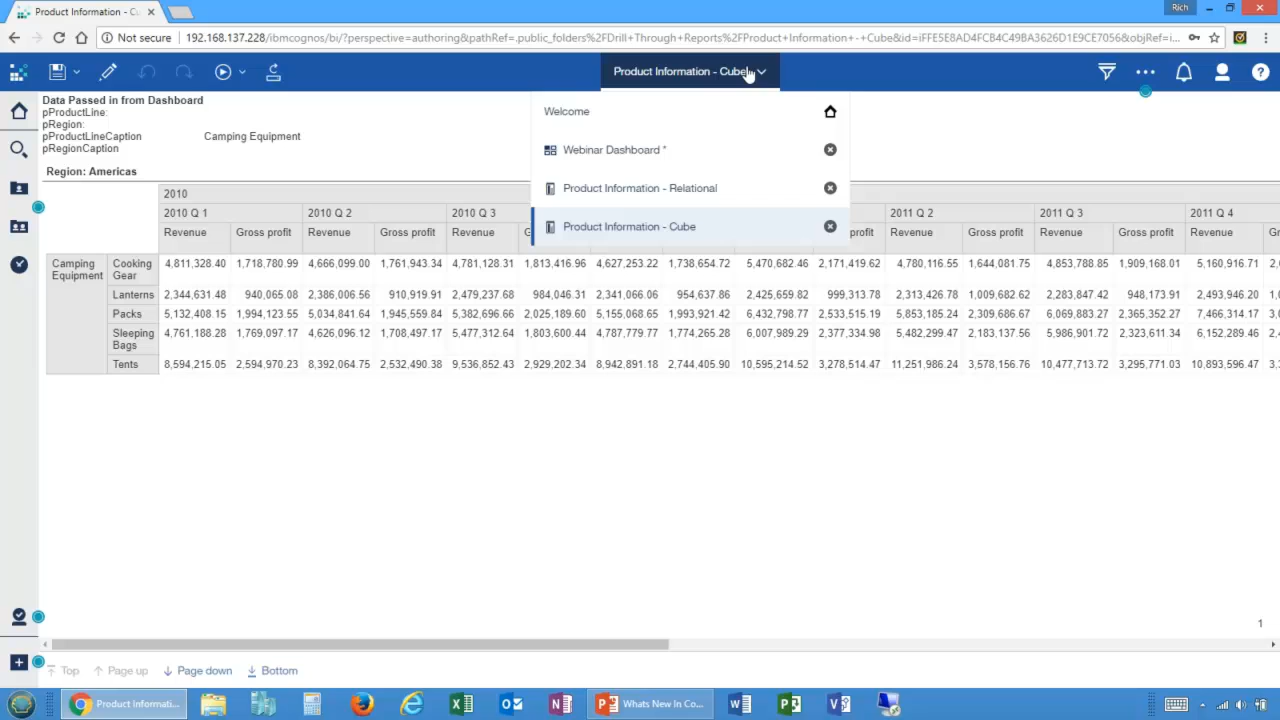 Product Information - Cu
Rich
Not secure
192.168.137.228/ibmcognos/bi/?perspective=authoring&pathRef=.public_folders%2FDrill Through Reports%2FProduct Information - Cube&id=iFFE5E8AD4FCB4C49BA3626D1E9CE7056&objRef=i...
Product Information - Cube
Data Passed in from Dashboard
pProductLine:
pRegion:
pProductLineCaption Camping Equipment
pRegionCaption
Region: Americas
Welcome
Webinar Dashboard *
Product Information - Relational
Product Information - Cube
2010
2010 Q 1 2010 Q 2 2010 Q 3 2011 Q 2 2011 Q 3 2011 Q 4
Revenue Gross profit Revenue Gross profit Revenue G ofit Revenue Gross profit Revenue Gross profit Revenue Gr
Camping Equipment
Cooking Gear 4,811,328.40 1,718,780.99 4,666,099.00 1,761,943.34 4,781,128.31 1,813,416.96 4,627,253.22 1,738,654.72 5,470,682.46 2,171,419.62 4,780,116.55 1,644,081.75 4,853,788.85 1,909,168.01 5,160,916.71 2,
Lanterns 2,344,631.48 940,065.08 2,386,006.56 910,919.91 2,479,237.68 984,046.31 2,341,066.06 954,637.86 2,425,659.82 999,313.78 2,313,426.78 1,009,682.62 2,283,847.42 948,173.91 2,493,946.20 1,0
Packs 5,132,408.15 1,994,123.55 5,034,841.64 1,945,559.84 5,382,696.66 2,025,189.60 5,155,068.65 1,993,921.42 6,432,798.77 2,533,515.19 5,853,185.24 2,309,686.67 6,069,883.27 2,365,352.27 7,466,314.17 3,0
Sleeping Bags 4,761,188.28 1,769,097.17 4,626,096.12 1,708,497.17 5,477,312.64 1,803,600.44 4,787,779.77 1,774,265.28 6,007,989.29 2,377,334.98 5,482,299.47 2,183,137.56 5,986,901.72 2,323,611.34 6,152,289.46 2,
Tents 8,594,215.05 2,594,970.23 8,392,064.75 2,532,490.38 9,536,852.43 2,929,202.34 8,942,891.18 2,744,405.90 10,595,214.52 3,278,514.47 11,251,986.24 3,578,156.76 10,477,713.72 3,295,771.03 10,893,596.47 3,
1
Top Page up Page down Bottom
Product Informati... Whats New In Co...